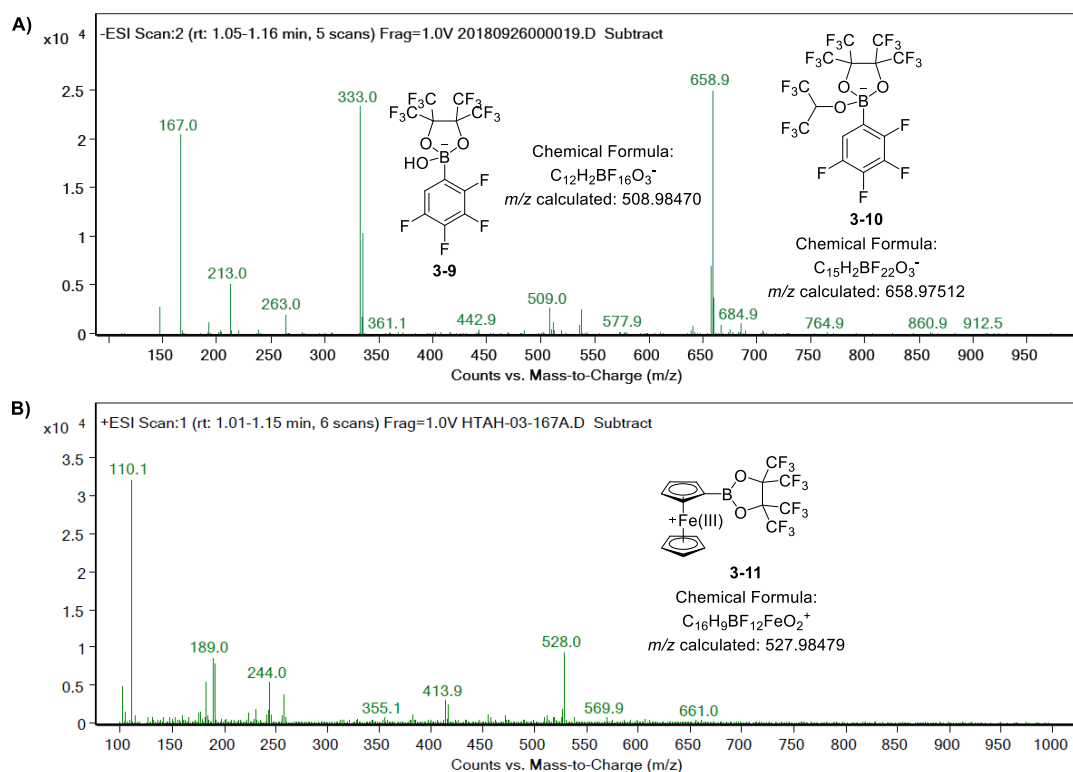 A)
-ESI Scan:2 (rt: 1.05-1.16 min, 5 scans) Frag=1.0V 20180926000019.D Subtract
x10 4
2.5
2
1.5
1
0.5
0
167.0
213.0
263.0
333.0
361.1
442.9
509.0
577.9
658.9
684.9
764.9
860.9
912.5
F3C
CF3
CF3
F3C
CF3
O
O
B
−
HO
F
F
F
F
3-9
Chemical Formula:
C12H2BF16O3-
m/z calculated: 508.98470
F3C
CF3
CF3
F3C
CF3
F3C
CF3
O
O
O
B
−
F
F
F
F
3-10
Chemical Formula:
C15H2BF22O3-
m/z calculated: 658.97512
150 200 250 300 350 400 450 500 550 600 650 700 750 800 850 900 950
Counts vs. Mass-to-Charge (m/z)
B)
+ESI Scan:1 (rt: 1.01-1.15 min, 6 scans) Frag=1.0V HTAH-03-167A.D Subtract
x10 4
3.5
3
2.5
2
1.5
1
0.5
0
110.1
189.0
244.0
355.1
413.9
528.0
569.9
661.0
CF3
CF3
CF3
CF3
O
O
B
+Fe(III)
3-11
Chemical Formula:
C16H9BF12FeO2+
m/z calculated: 527.98479
100 150 200 250 300 350 400 450 500 550 600 650 700 750 800 850 900 950 1000
Counts vs. Mass-to-Charge (m/z)